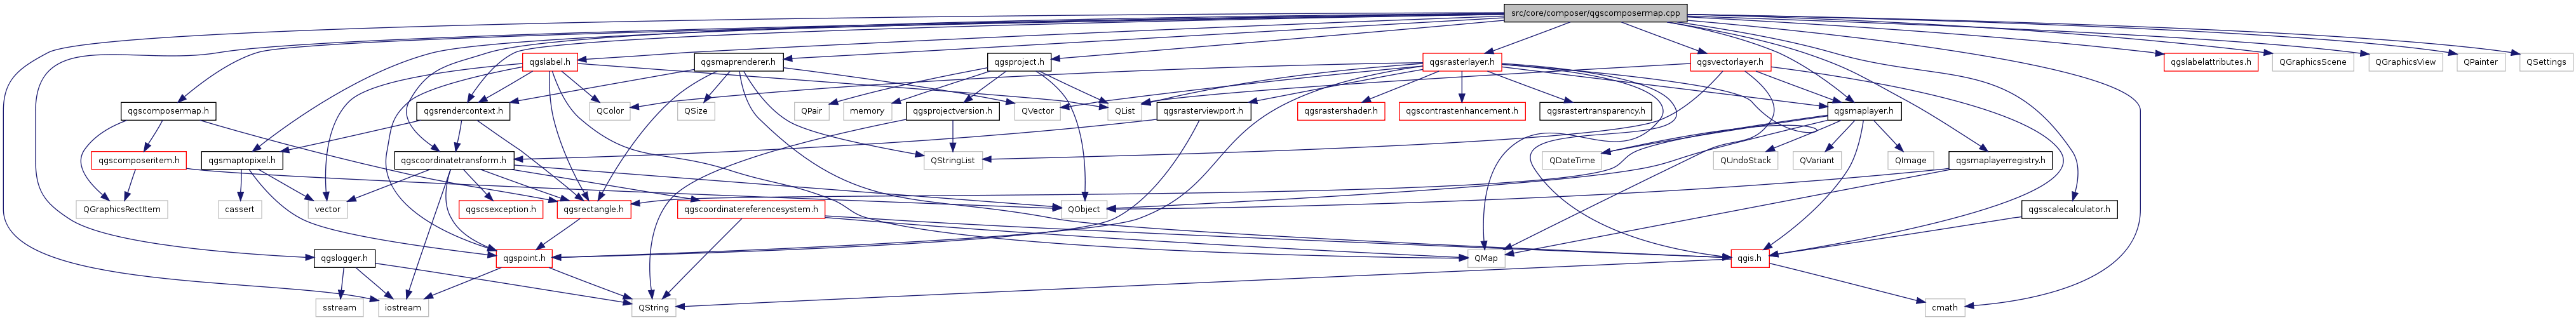 src/core/composer/qgscomposermap.cpp
qgslabel.h
qgsmaprenderer.h
qgsproject.h
qgsrasterlayer.h
qgsvectorlayer.h
qgslabelattributes.h
QGraphicsScene
QGraphicsView
QPainter
QSettings
qgscomposermap.h
qgsrendercontext.h
QColor
QSize
QPair
memory
qgsprojectversion.h
QVector
QList
qgsrasterviewport.h
qgsrastershader.h
qgscontrastenhancement.h
qgsrastertransparency.h
qgsmaplayer.h
qgscomposeritem.h
qgsmaptopixel.h
qgscoordinatetransform.h
QStringList
QDateTime
QUndoStack
QVariant
QImage
qgsmaplayerregistry.h
QGraphicsRectItem
cassert
vector
qgscsexception.h
qgsrectangle.h
qgscoordinatereferencesystem.h
QObject
qgsscalecalculator.h
qgslogger.h
qgspoint.h
QMap
qgis.h
sstream
iostream
QString
cmath